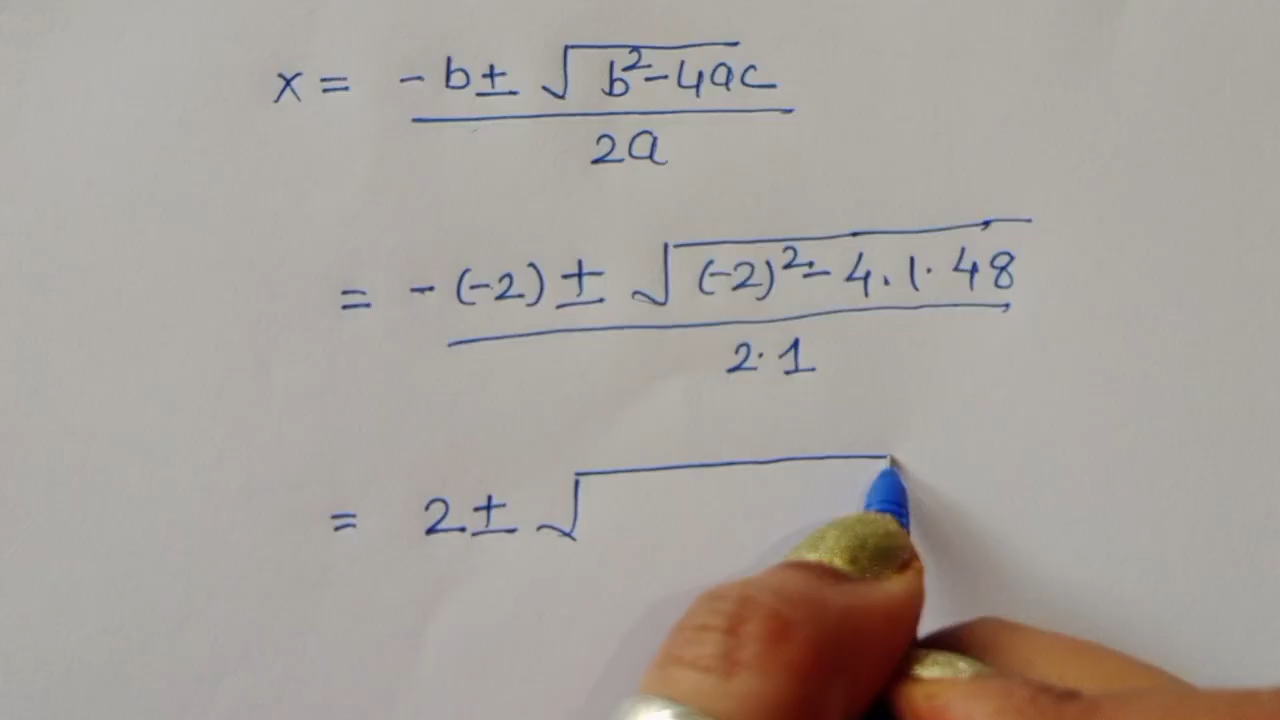 x = -b ± √b²-4ac
2a
= -(-2) ± √(-2)²-4.1.48
2.1
= 2 ± √